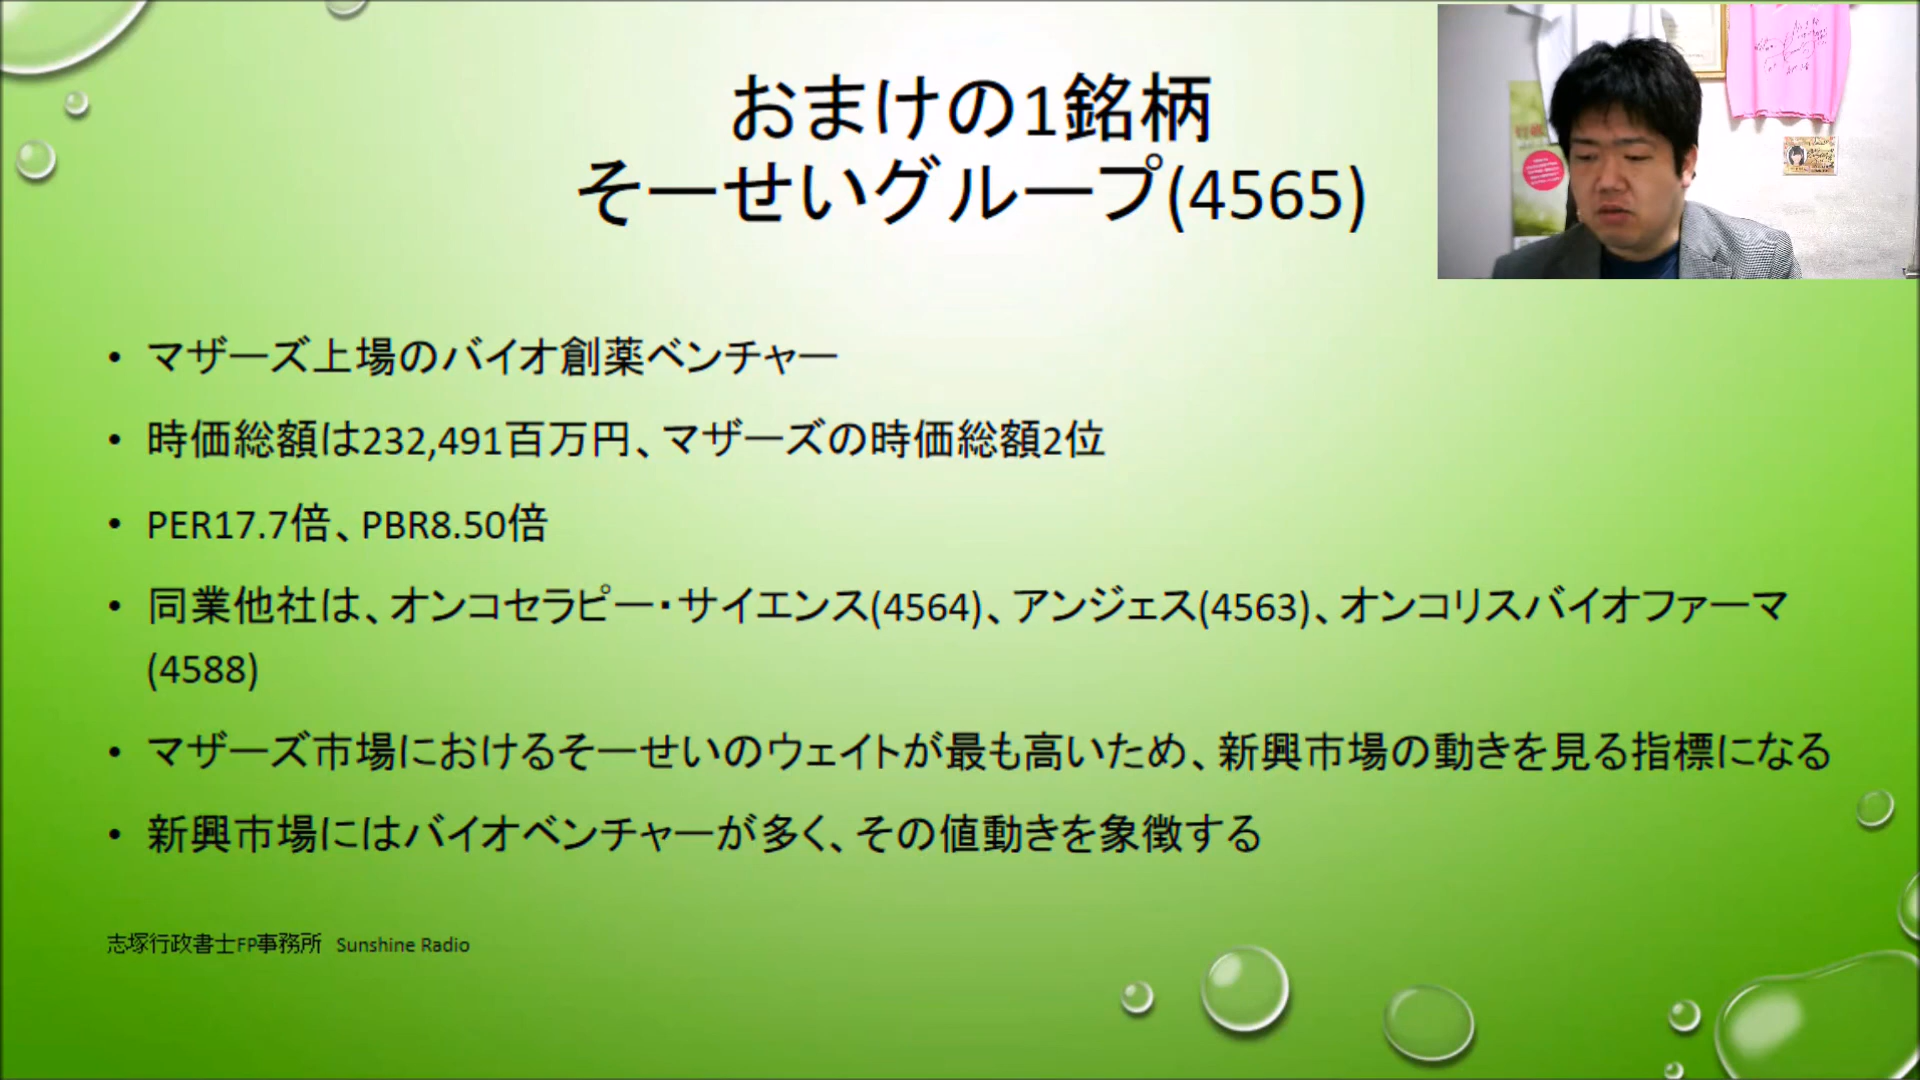 おまけの1銘柄
そーせいグループ(4565)
• マザーズ上場のバイオ創薬ベンチャー
• 時価総額は232,491百万円、マザーズの時価総額2位
• PER17.7倍、PBR8.50倍
• 同業他社は、オンコセラピー・サイエンス(4564)、アンジェス(4563)、オンコリスバイオファーマ
(4588)
• マザーズ市場におけるそーせいのウェイトが最も高いため、新興市場の動きを見る指標になる
• 新興市場にはバイオベンチャーが多く、その値動きを象徴する
志塚行政書士FP事務所 Sunshine Radio